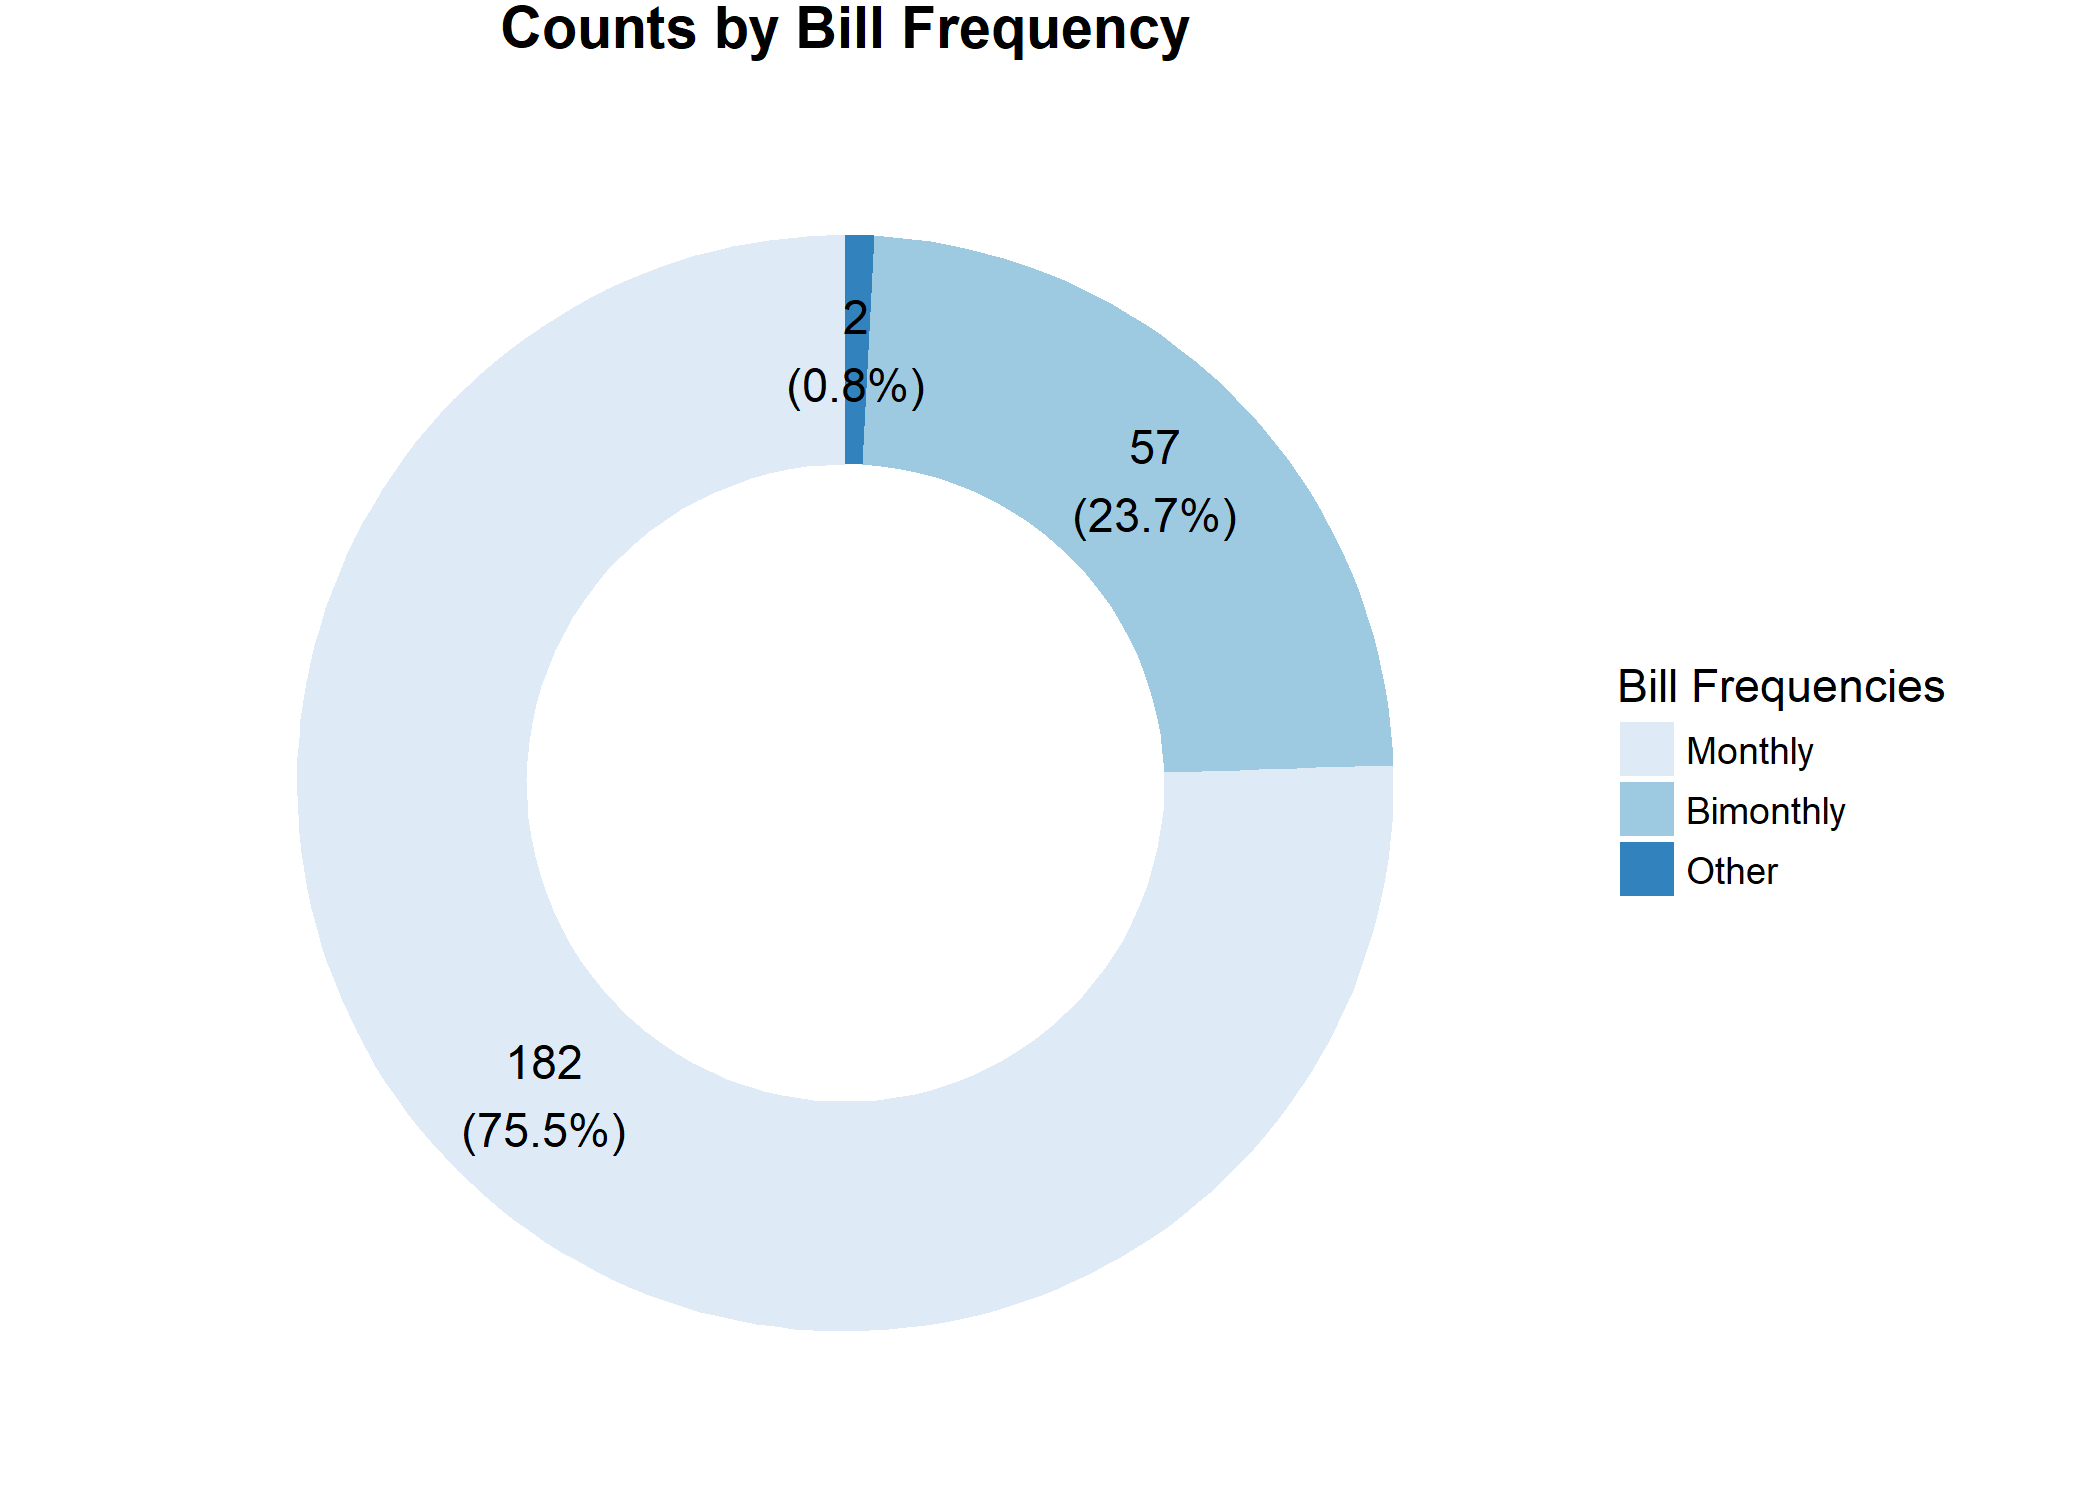 Counts by Bill Frequency
2
(0.8%)
57
(23.7%)
182
(75.5%)
Bill Frequencies
Monthly
Bimonthly
Other